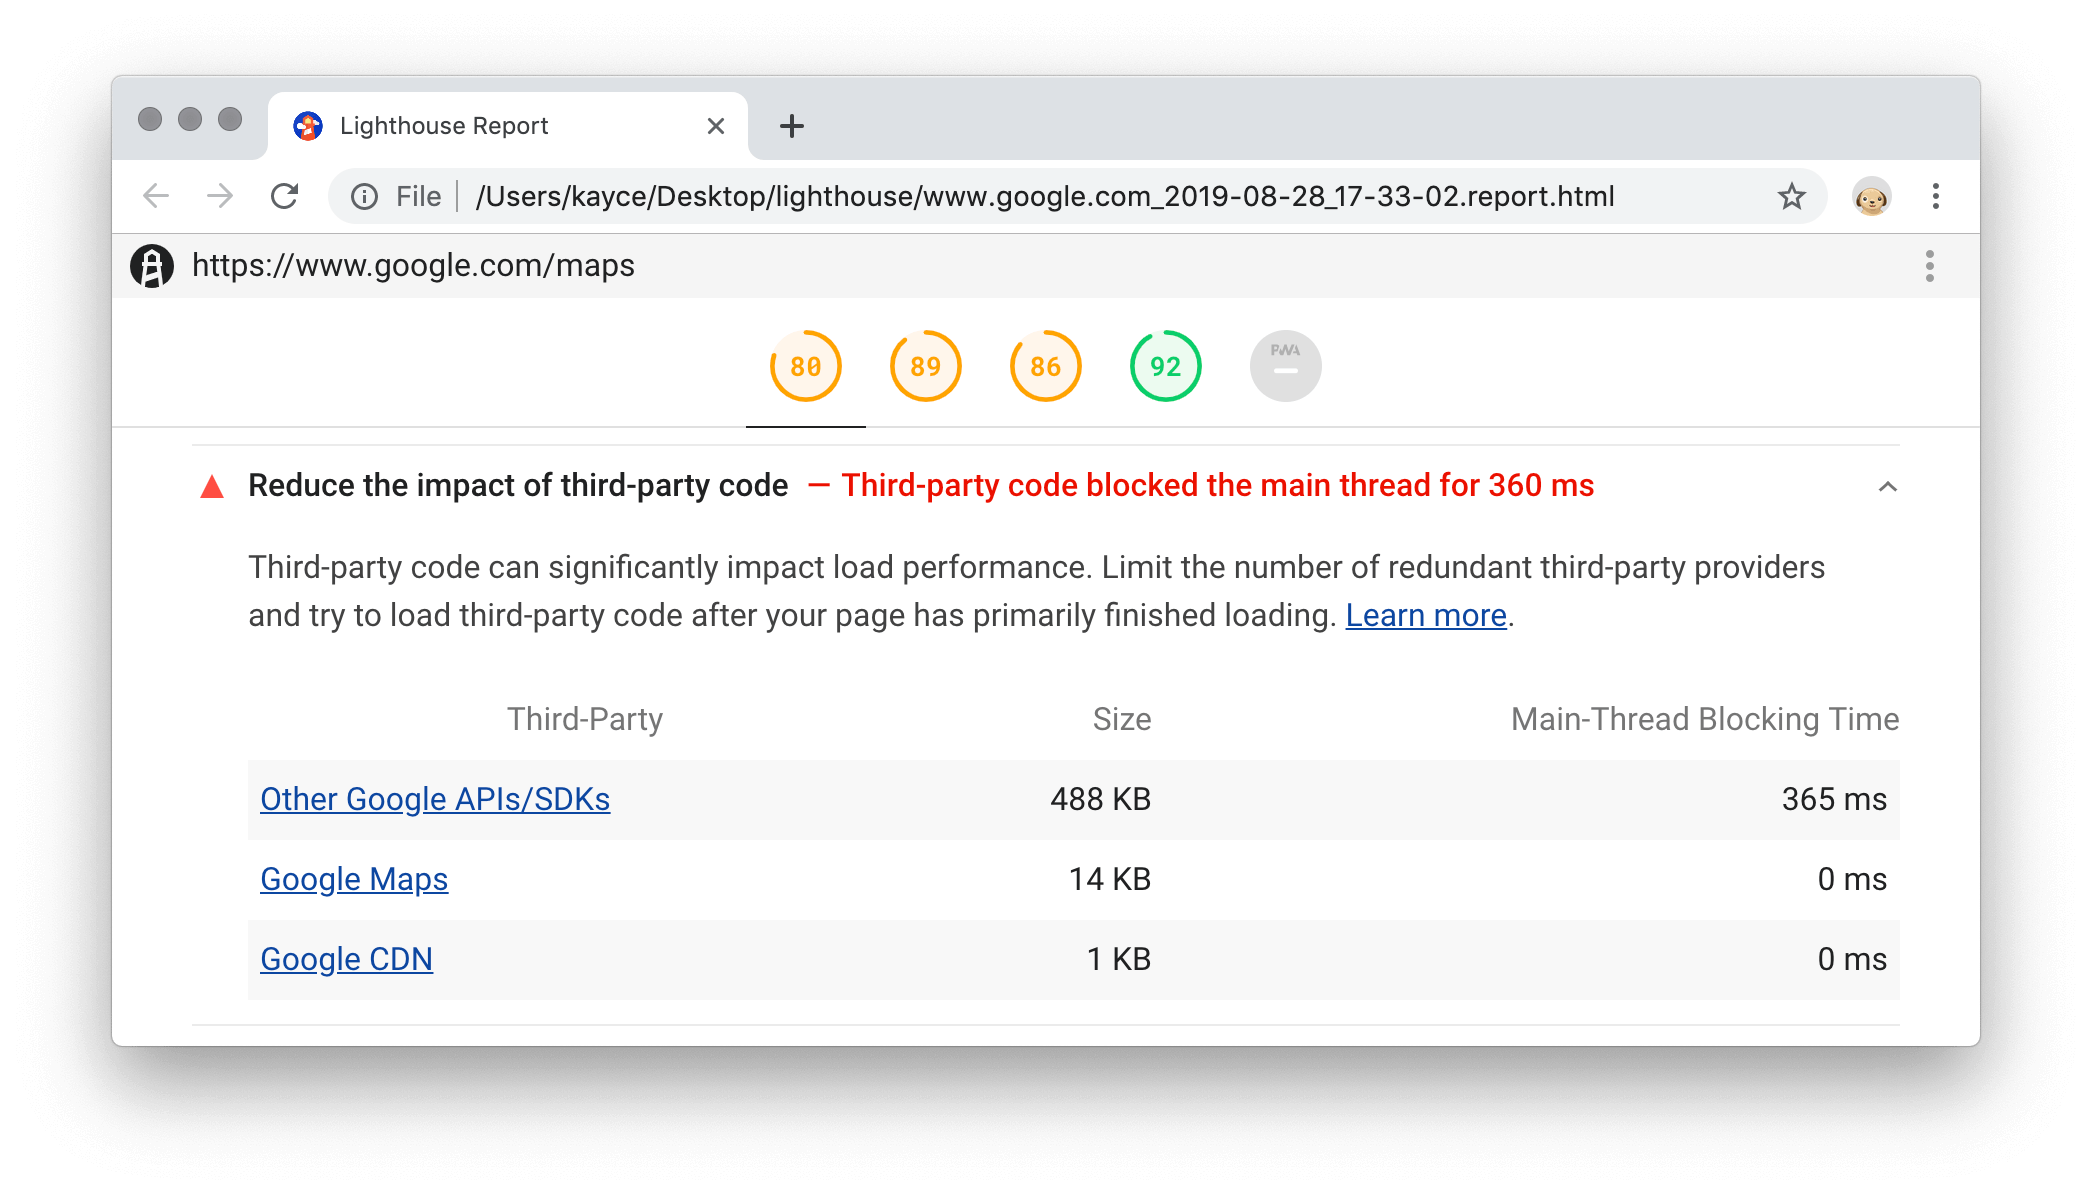 Lighthouse Report
File /Users/kayce/Desktop/lighthouse/www.google.com_2019-08-28_17-33-02.report.html
https://www.google.com/maps
80 89 86 92 PWA
Reduce the impact of third-party code — Third-party code blocked the main thread for 360 ms
Third-party code can significantly impact load performance. Limit the number of redundant third-party providers
and try to load third-party code after your page has primarily finished loading. Learn more.
Third-Party Size Main-Thread Blocking Time
Other Google APIs/SDKs 488 KB 365 ms
Google Maps 14 KB 0 ms
Google CDN 1 KB 0 ms